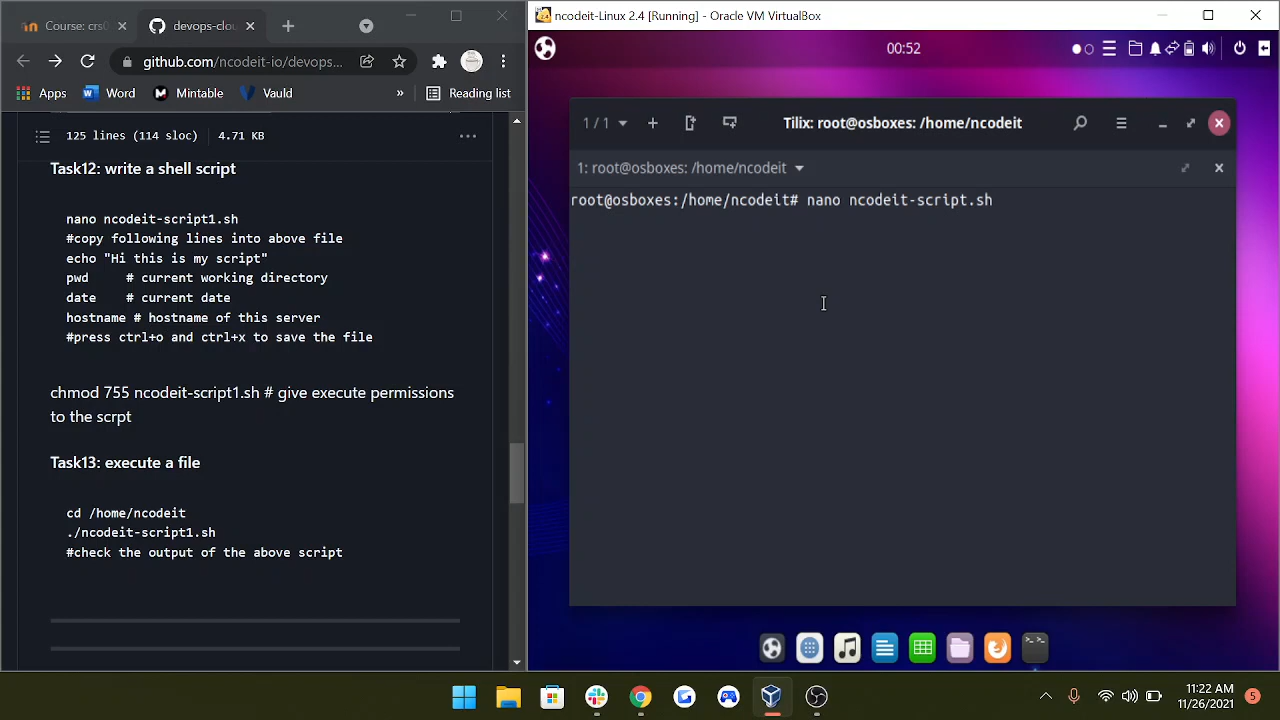 Course: crs0
devops-clou
github.com/ncodeit-io/devops...
Apps
Word
Mintable
Vauld
»
Reading list
125 lines (114 sloc)
4.71 KB
Task12: write a shell script
nano ncodeit-script1.sh
#copy following lines into above file
echo "Hi this is my script"
pwd # current working directory
date # current date
hostname # hostname of this server
#press ctrl+o and ctrl+x to save the file
chmod 755 ncodeit-script1.sh # give execute permissions
to the scrpt
Task13: execute a file
cd /home/ncodeit
./ncodeit-script1.sh
#check the output of the above script
ncodeit-Linux 2.4 [Running] - Oracle VM VirtualBox
00:52
1 / 1
Tilix: root@osboxes: /home/ncodeit
1: root@osboxes: /home/ncodeit
root@osboxes:/home/ncodeit# nano ncodeit-script.sh
11:22 AM
11/26/2021
5